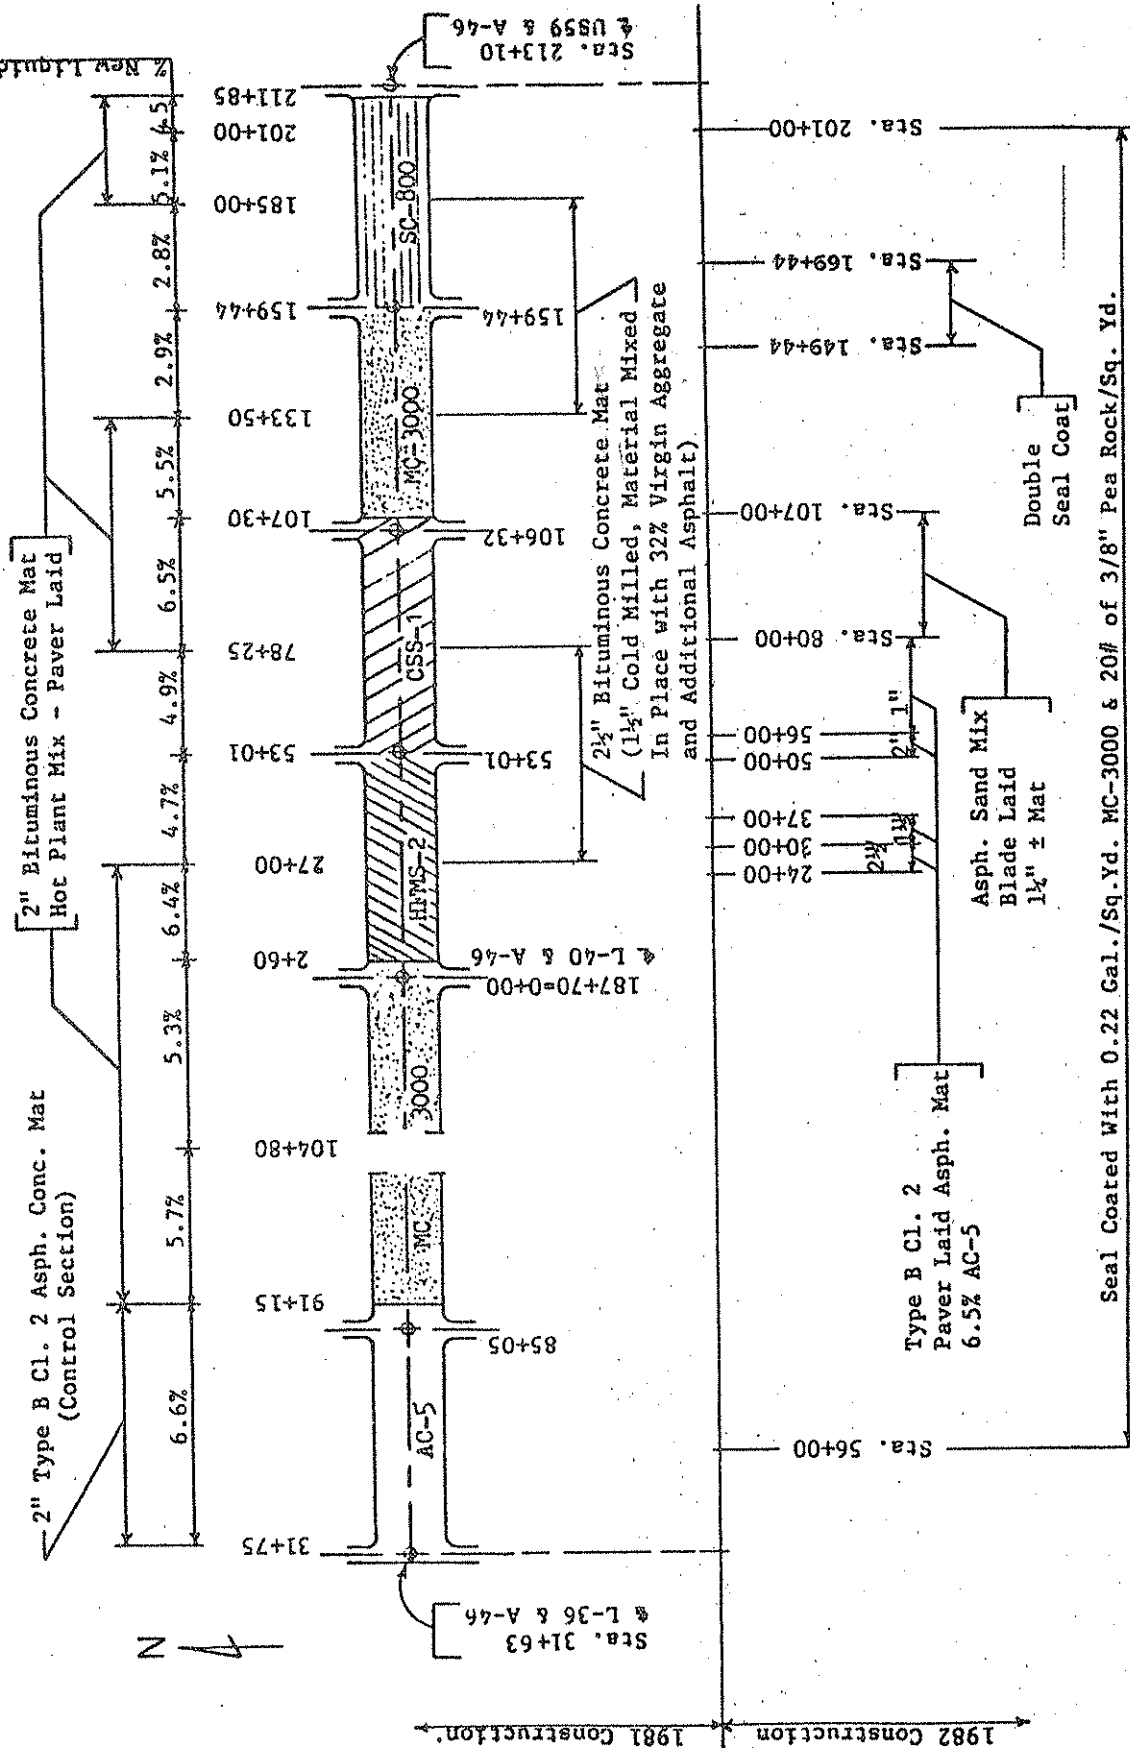 2" Type B Cl. 2 Asph. Conc. Mat
(Control Section)
2" Bituminous Concrete Mat
Hot Plant Mix - Paver Laid
% New Liquid
6.6%
5.7%
5.3%
6.4%
4.7%
4.9%
6.5%
5.5%
2.9%
2.8%
5.1%
4.5
N
31+75
91+15
104+80
2+60
27+00
53+01
78+25
107+30
133+50
159+44
185+00
201+00
211+85
AC-5
MC
3000
HFMS-2
CSS-1
MC-3000
SC-800
Sta. 31+63
℄ L-36 & A-46
85+05
187+70=0+00
℄ L-40 & A-46
53+01
106+32
159+44
Sta. 213+10
℄ US59 & A-46
2½" Bituminous Concrete Mat
(1½" Cold Milled, Material Mixed
In Place with 32% Virgin Aggregate
and Additional Asphalt)
1981 Construction
1982 Construction
Sta. 56+00
24+00
30+00
37+00
50+00
56+00
Sta. 80+00
Sta. 107+00
Sta. 149+44
Sta. 169+44
Sta. 201+00
2½"
1½"
2"
1"
Type B Cl. 2
Paver Laid Asph. Mat
6.5% AC-5
Asph. Sand Mix
Blade Laid
1½" ± Mat
Double
Seal Coat
Seal Coated With 0.22 Gal./Sq.Yd. MC-3000 & 20# of 3/8" Pea Rock/Sq. Yd.